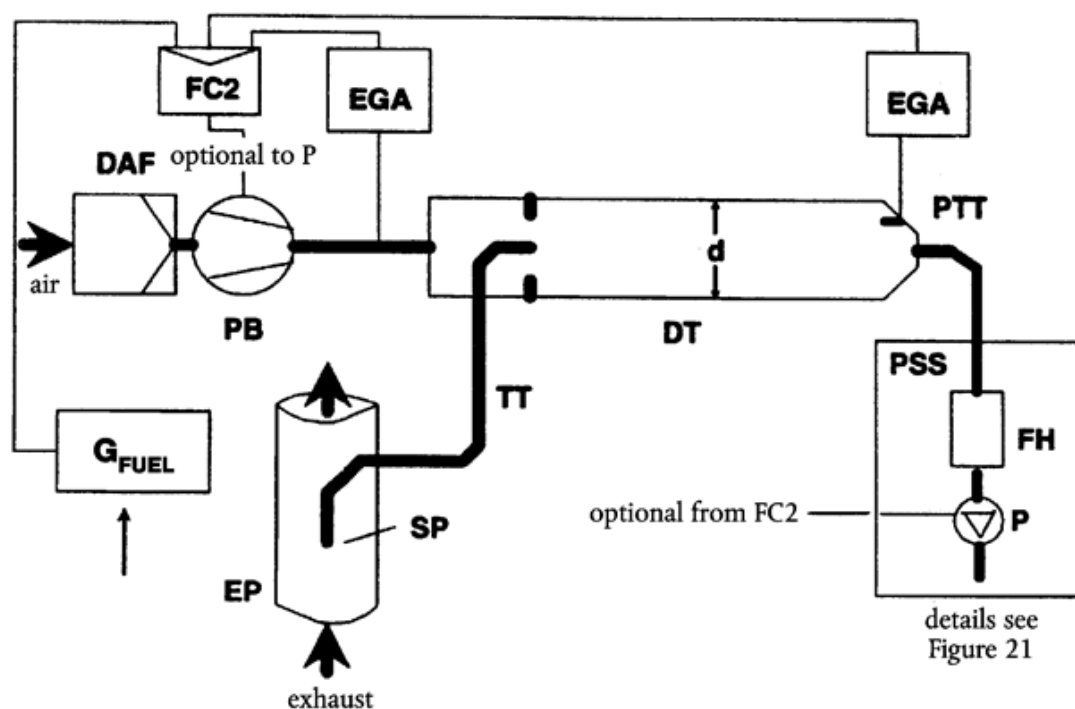 FC2
EGA
EGA
DAF
optional to P
PTT
air
d
PB
DT
PSS
TT
FH
G_FUEL
optional from FC2
P
SP
EP
details see
Figure 21
exhaust